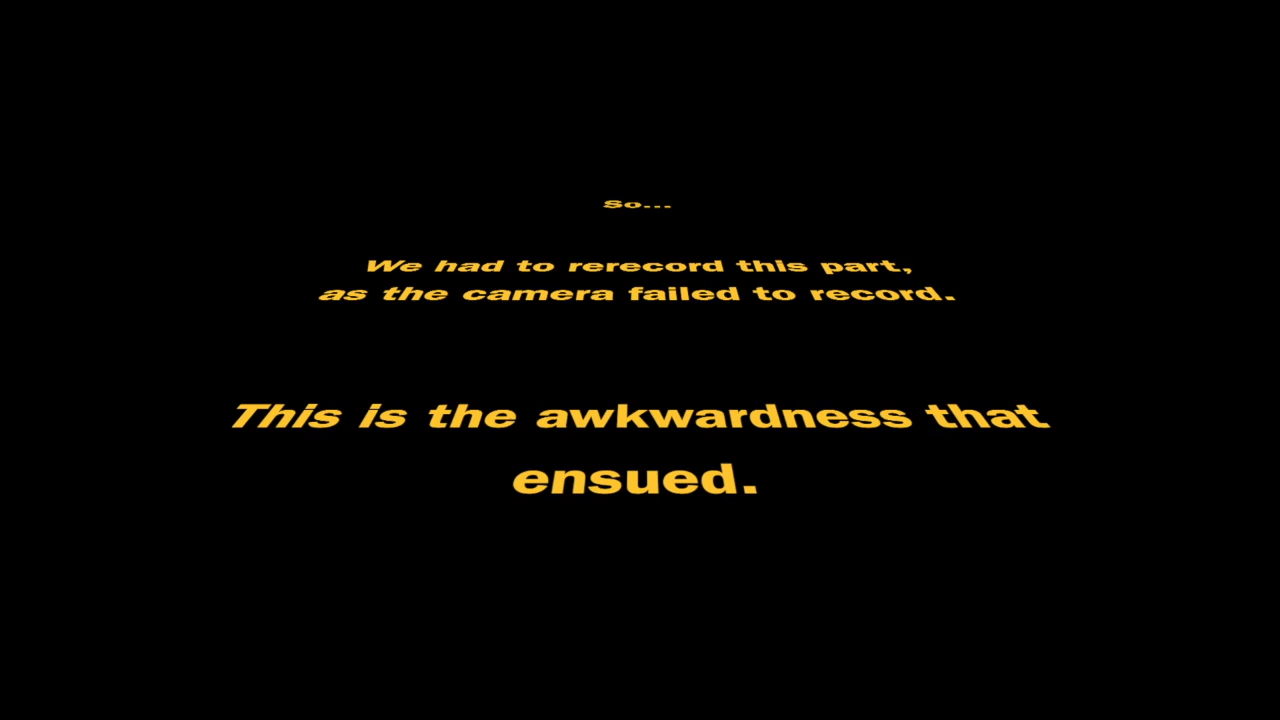 So...
We had to rerecord this part,
as the camera failed to record.
This is the awkwardness that
ensued.